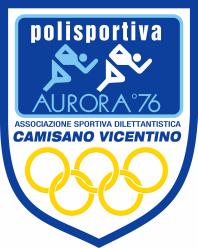 polisportiva
AURORA °76
ASSOCIAZIONE SPORTIVA DILETTANTISTICA
CAMISANO VICENTINO